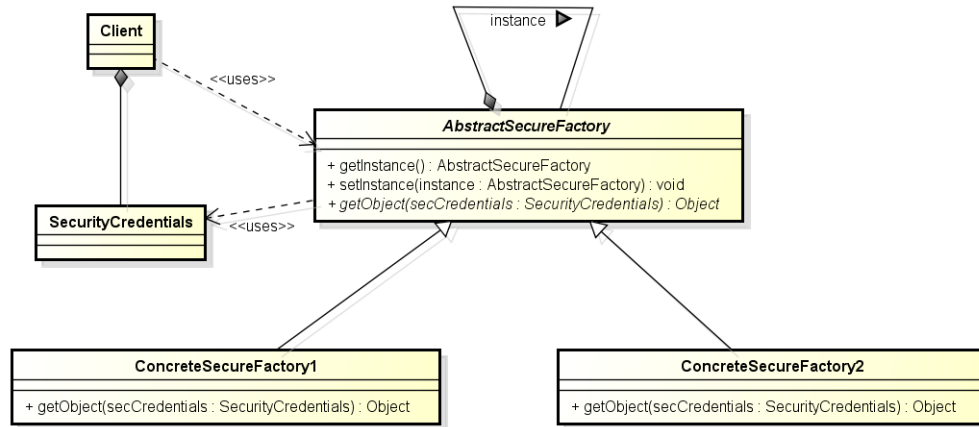 Client
instance
<<uses>>
AbstractSecureFactory
+ getInstance() : AbstractSecureFactory
+ setInstance(instance : AbstractSecureFactory) : void
+ getObject(secCredentials : SecurityCredentials) : Object
SecurityCredentials
<<uses>>
ConcreteSecureFactory1
+ getObject(secCredentials : SecurityCredentials) : Object
ConcreteSecureFactory2
+ getObject(secCredentials : SecurityCredentials) : Object